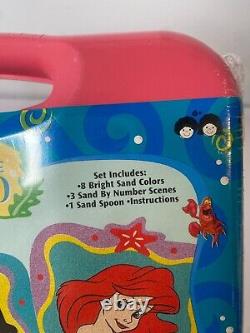 Set Includes:
•8 Bright Sand Colors
•3 Sand By Number Scenes
•1 Sand Spoon •Instructions